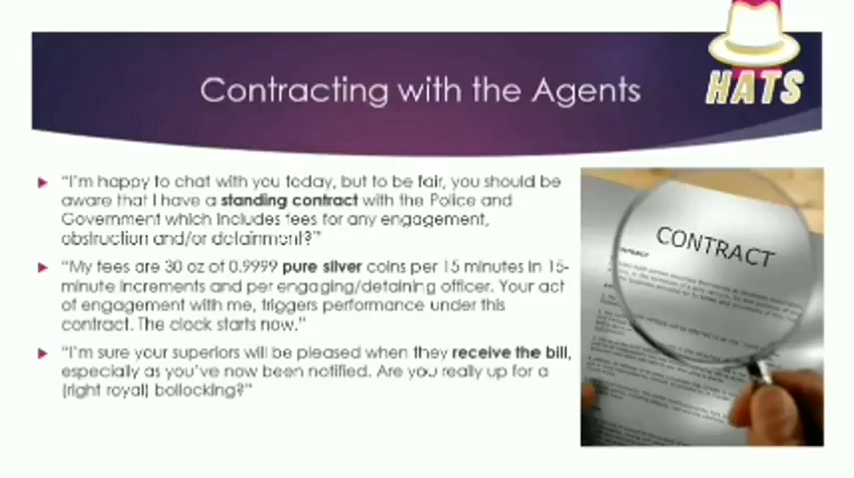 HATS
Contracting with the Agents
"I'm happy to chat with you today, but to be fair, you should be
aware that I have a standing contract with the Police and
Government which includes fees for any engagement,
obstruction and/or detainment?"
"My fees are 30 oz of 0.9999 pure silver coins per 15 minutes in 15-
minute increments and per engaging/detaining officer. Your act
of engagement with me, triggers performance under this
contract. The clock starts now."
"I'm sure your superiors will be pleased when they receive the bill,
especially as you've now been notified. Are you really up for a
(right royal) bollocking?"
CONTRACT